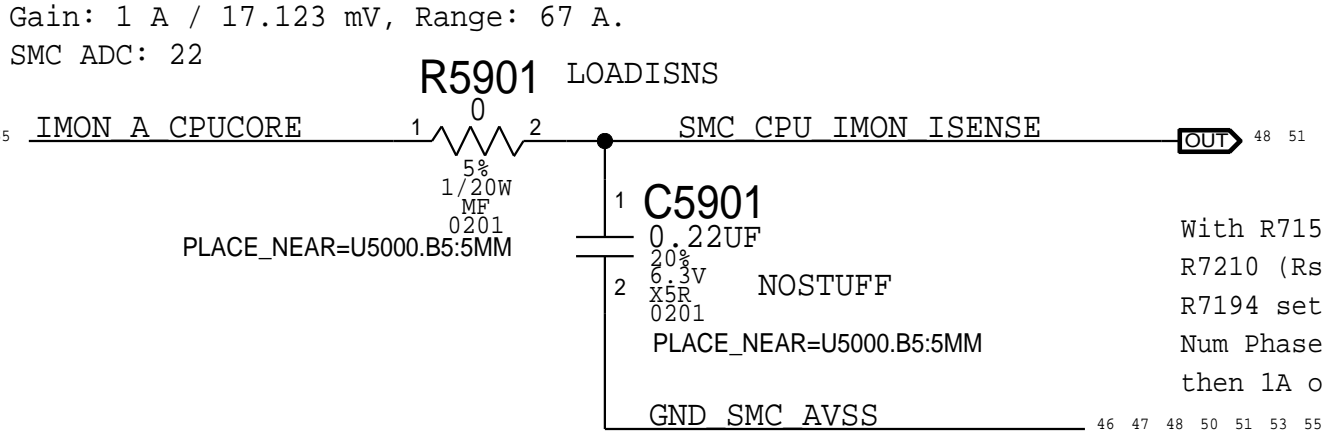 Gain: 1 A / 17.123 mV, Range: 67 A.
SMC ADC: 22
R5901 LOADISNS
0
5 IMON_A_CPUCORE 1 2 SMC_CPU_IMON_ISENSE OUT 48 51
5%
1/20W
MF
0201
PLACE_NEAR=U5000.B5:5MM
1 C5901
0.22UF
20%
6.3V
2 X5R NOSTUFF
0201
PLACE_NEAR=U5000.B5:5MM
With R715
R7210 (Rs
R7194 set
Num Phase
then 1A o
GND_SMC_AVSS 46 47 48 50 51 53 55